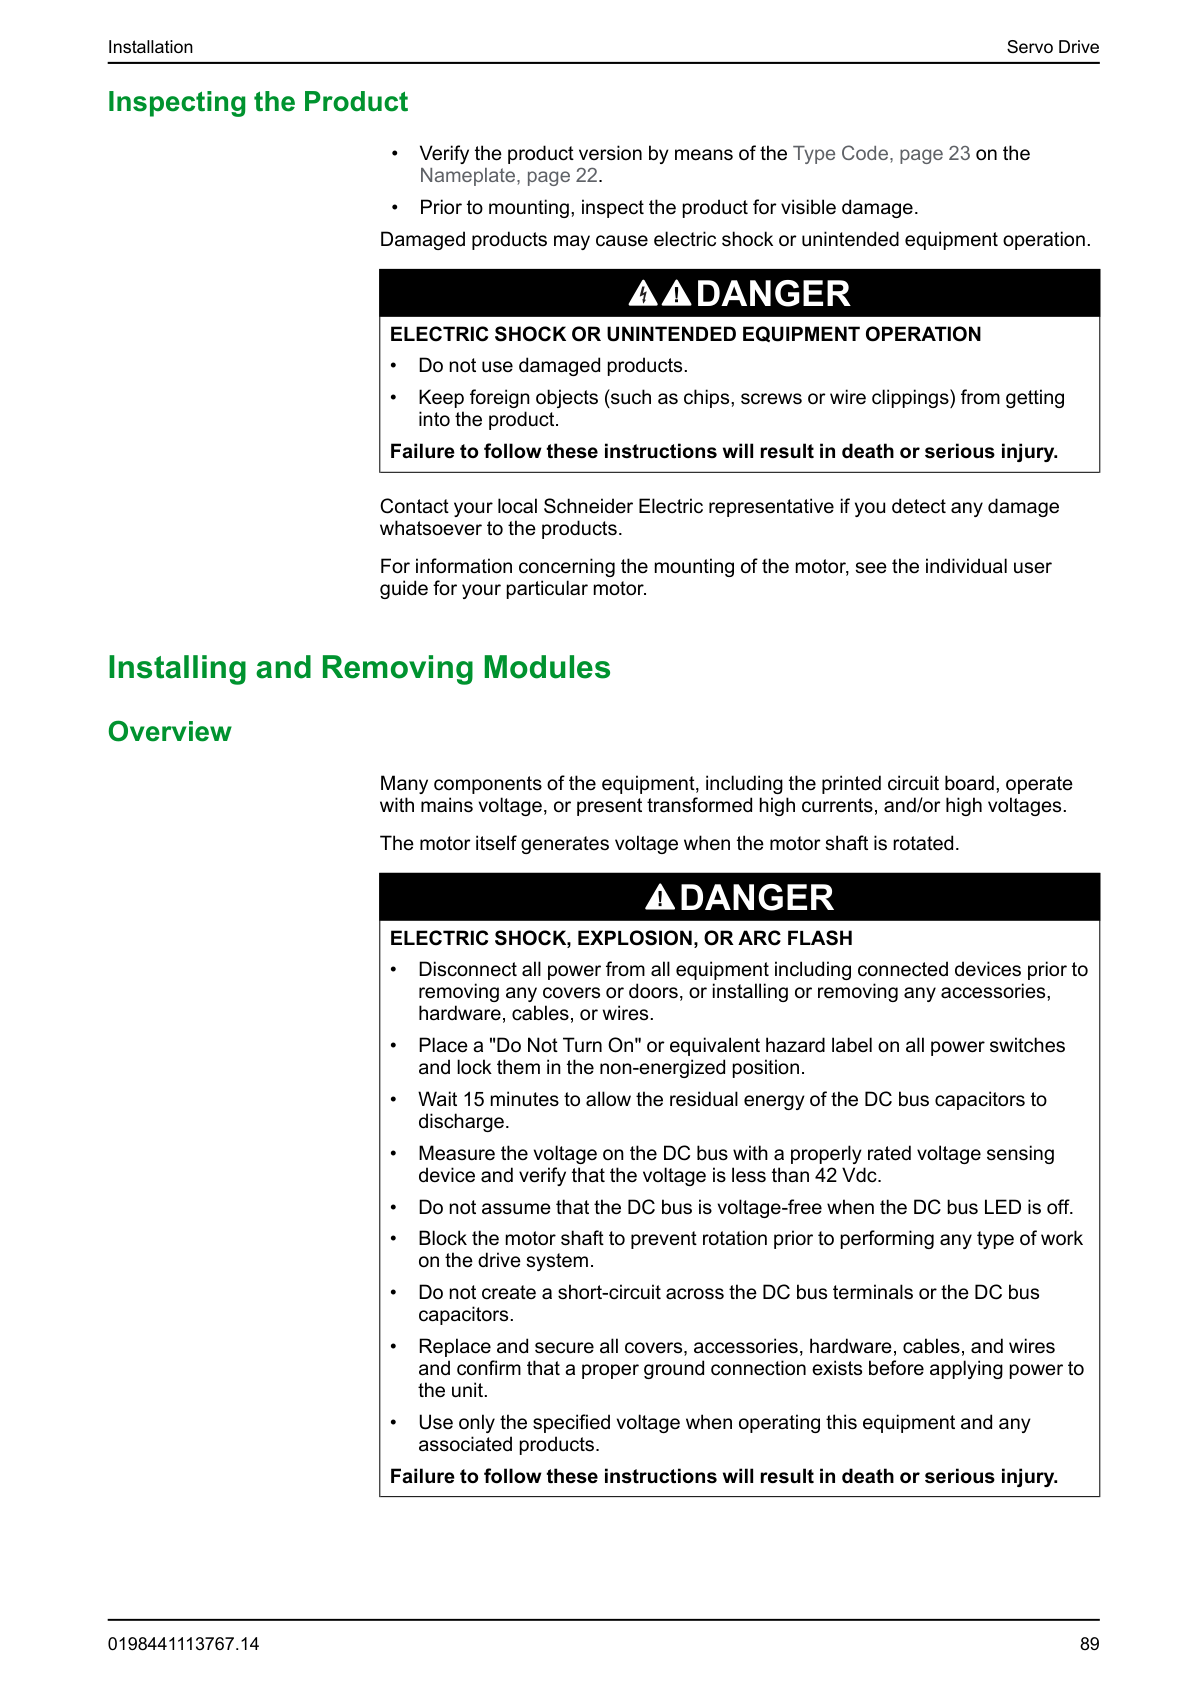 Installation
Servo Drive
Inspecting the Product
• Verify the product version by means of the Type Code, page 23 on the
Nameplate, page 22.
• Prior to mounting, inspect the product for visible damage.
Damaged products may cause electric shock or unintended equipment operation.
DANGER
ELECTRIC SHOCK OR UNINTENDED EQUIPMENT OPERATION
• Do not use damaged products.
• Keep foreign objects (such as chips, screws or wire clippings) from getting
into the product.
Failure to follow these instructions will result in death or serious injury.
Contact your local Schneider Electric representative if you detect any damage
whatsoever to the products.
For information concerning the mounting of the motor, see the individual user
guide for your particular motor.
Installing and Removing Modules
Overview
Many components of the equipment, including the printed circuit board, operate
with mains voltage, or present transformed high currents, and/or high voltages.
The motor itself generates voltage when the motor shaft is rotated.
DANGER
ELECTRIC SHOCK, EXPLOSION, OR ARC FLASH
• Disconnect all power from all equipment including connected devices prior to
removing any covers or doors, or installing or removing any accessories,
hardware, cables, or wires.
• Place a "Do Not Turn On" or equivalent hazard label on all power switches
and lock them in the non-energized position.
• Wait 15 minutes to allow the residual energy of the DC bus capacitors to
discharge.
• Measure the voltage on the DC bus with a properly rated voltage sensing
device and verify that the voltage is less than 42 Vdc.
• Do not assume that the DC bus is voltage-free when the DC bus LED is off.
• Block the motor shaft to prevent rotation prior to performing any type of work
on the drive system.
• Do not create a short-circuit across the DC bus terminals or the DC bus
capacitors.
• Replace and secure all covers, accessories, hardware, cables, and wires
and confirm that a proper ground connection exists before applying power to
the unit.
• Use only the specified voltage when operating this equipment and any
associated products.
Failure to follow these instructions will result in death or serious injury.
0198441113767.14
89